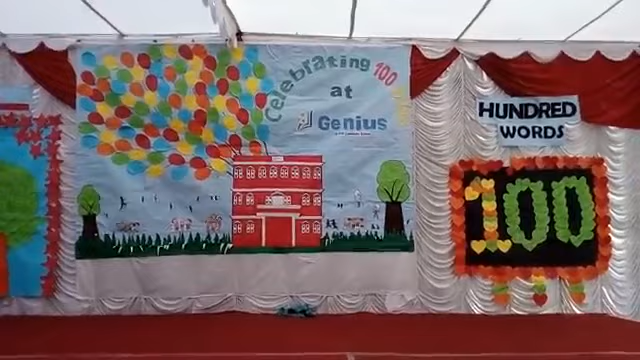 Celebrating 100
at
Genius
HUNDRED
WORDS
100